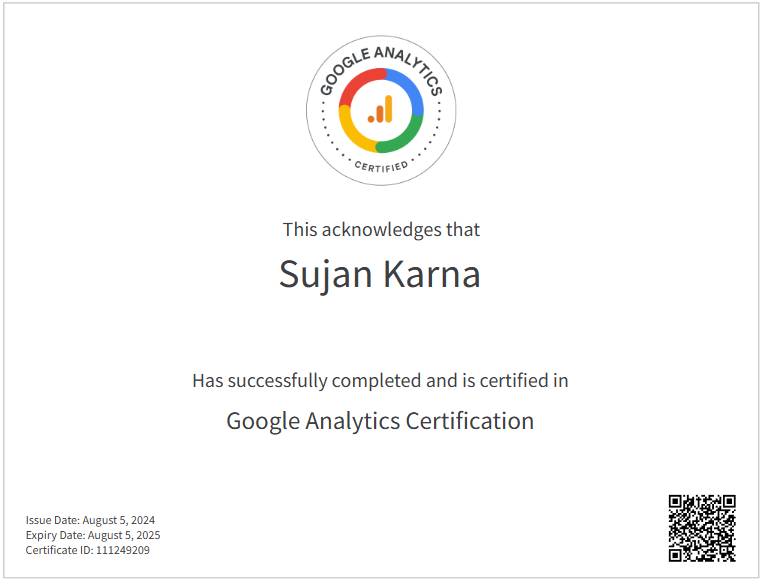 GOOGLE ANALYTICS
CERTIFIED
This acknowledges that
Sujan Karna
Has successfully completed and is certified in
Google Analytics Certification
Issue Date: August 5, 2024
Expiry Date: August 5, 2025
Certificate ID: 111249209